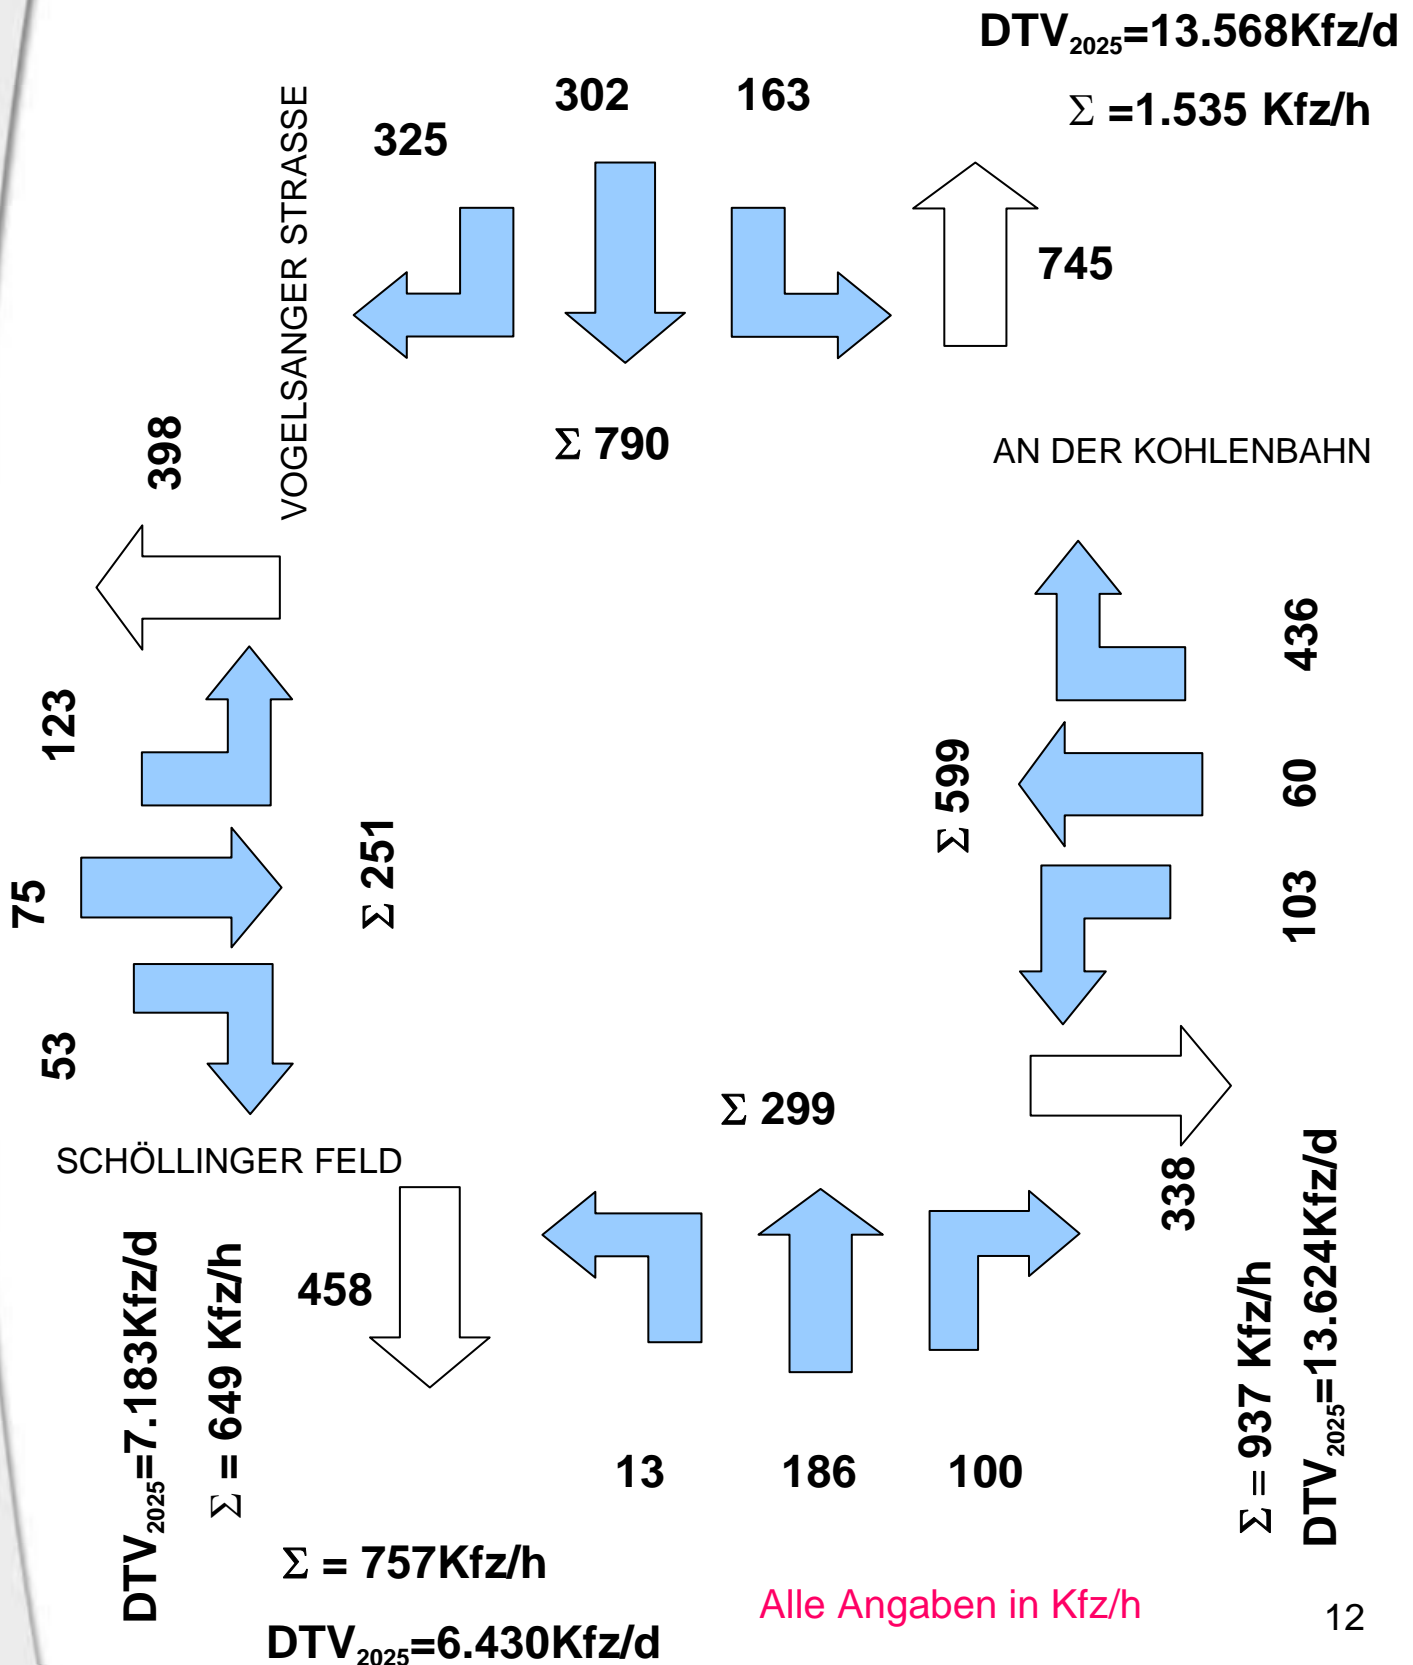 DTV2025=13.568Kfz/d
Σ =1.535 Kfz/h
302
163
325
VOGELSANGER STRASSE
745
Σ 790
398
AN DER KOHLENBAHN
436
123
60
Σ 599
75
Σ 251
103
53
Σ 299
SCHÖLLINGER FELD
338
458
DTV2025=7.183Kfz/d
Σ = 649 Kfz/h
Σ = 937 Kfz/h
DTV2025=13.624Kfz/d
13
186
100
Σ = 757Kfz/h
DTV2025=6.430Kfz/d
Alle Angaben in Kfz/h
12